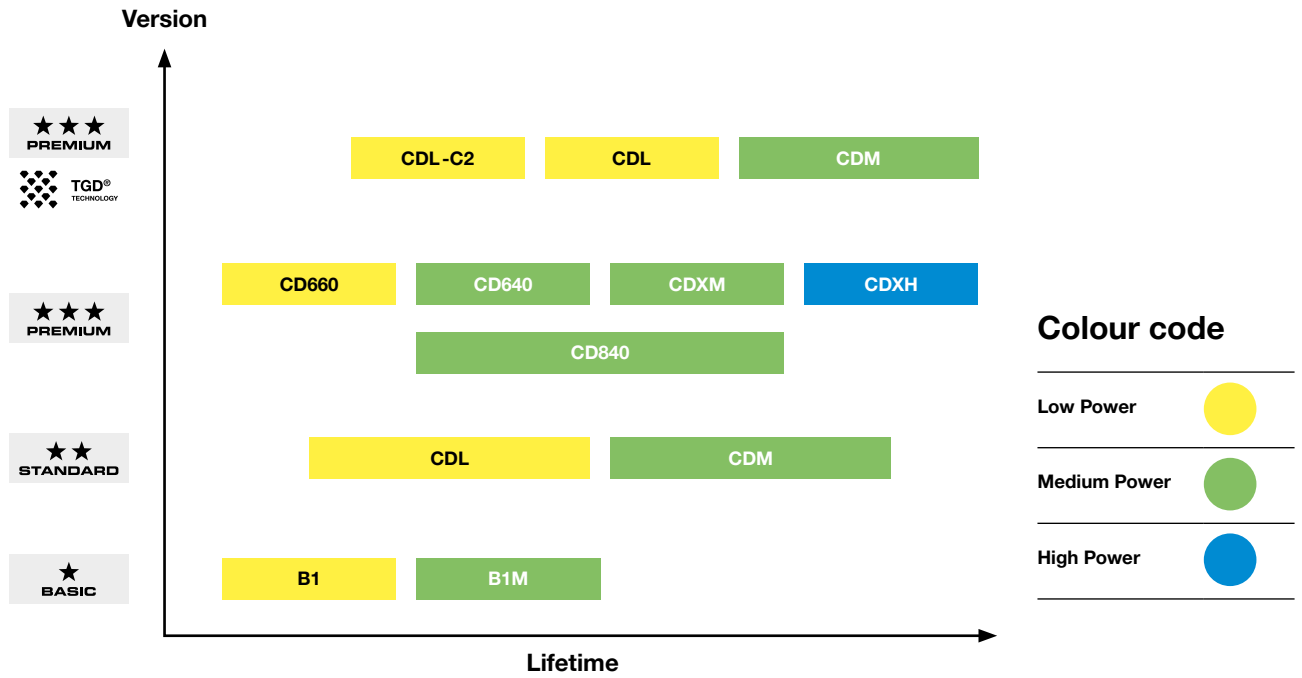 Version
PREMIUM
TGD®
TECHNOLOGY
CDL-C2 CDL CDM
PREMIUM
CD660 CD640 CDXM CDXH
CD840
STANDARD
CDL CDM
BASIC
B1 B1M
Lifetime
Colour code
Low Power
Medium Power
High Power